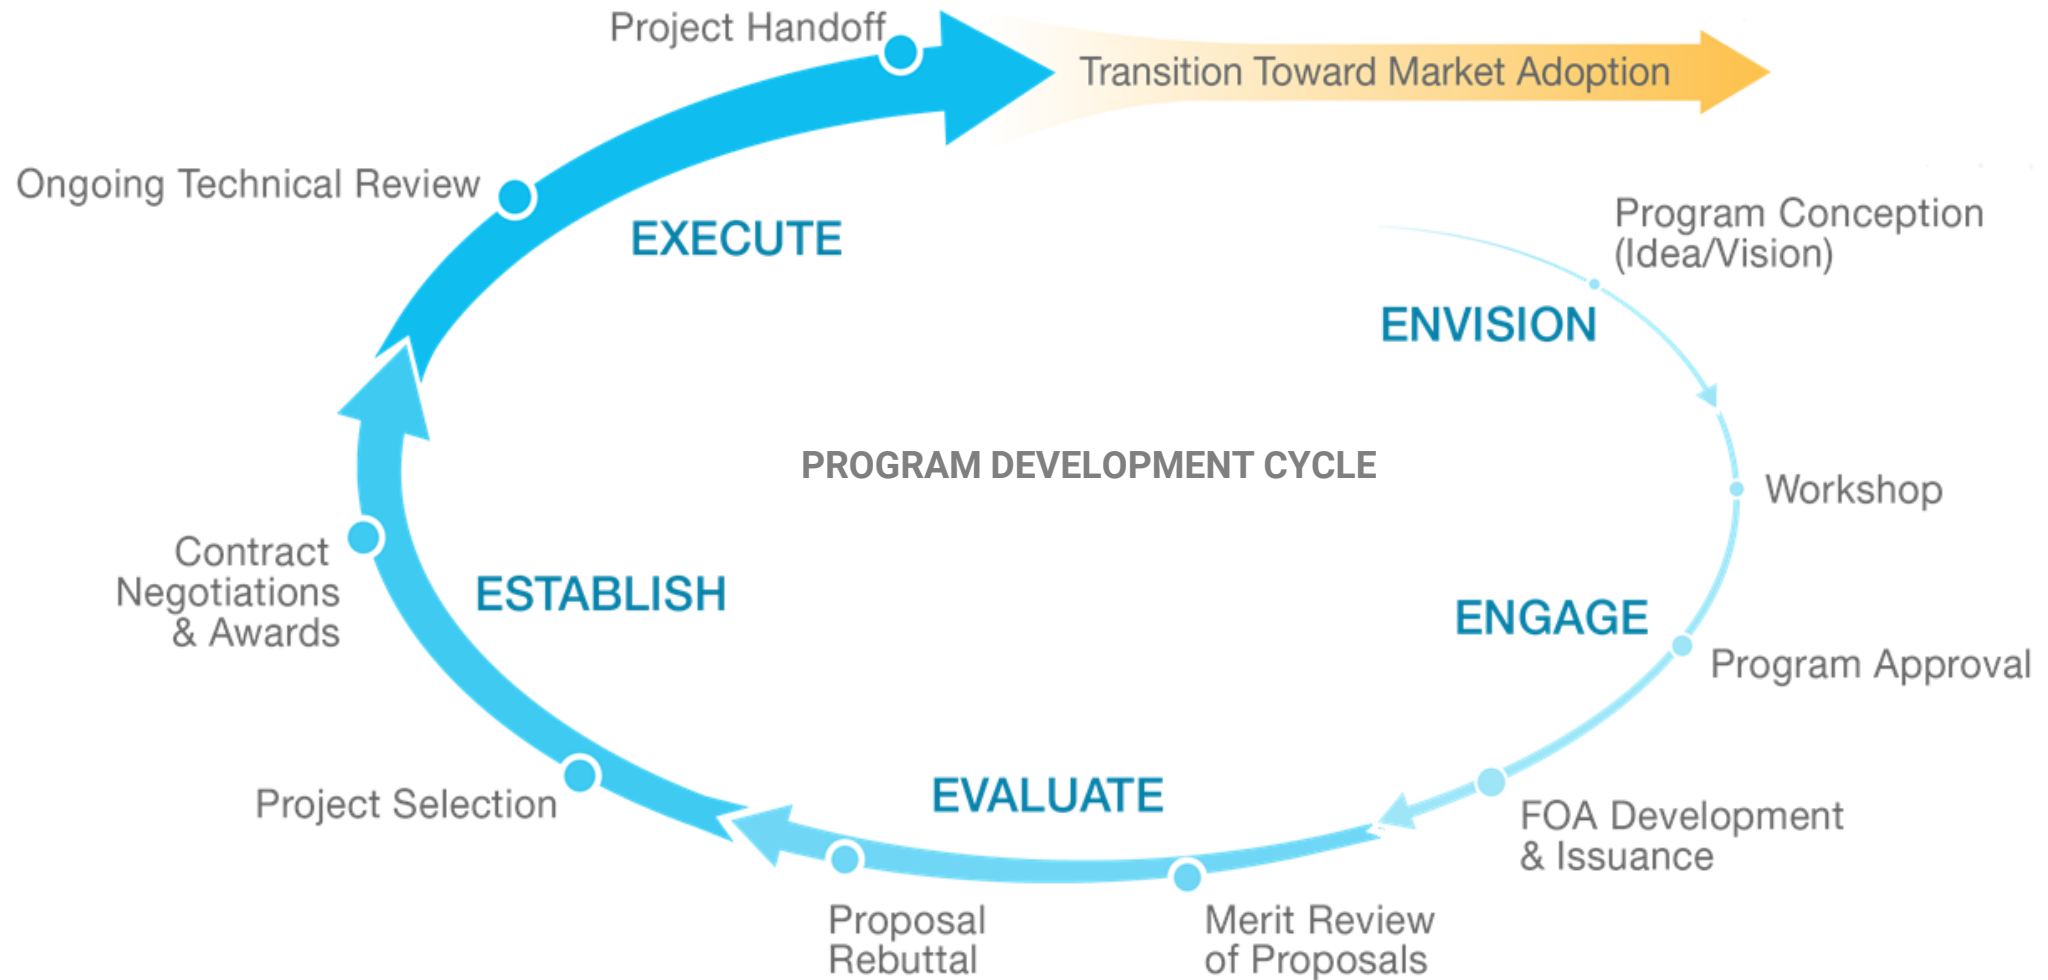 Project Handoff
Transition Toward Market Adoption
Ongoing Technical Review
EXECUTE
Program Conception
(Idea/Vision)
ENVISION
PROGRAM DEVELOPMENT CYCLE
Workshop
Contract
Negotiations
& Awards
ESTABLISH
ENGAGE
Program Approval
Project Selection
EVALUATE
FOA Development
& Issuance
Proposal
Rebuttal
Merit Review
of Proposals